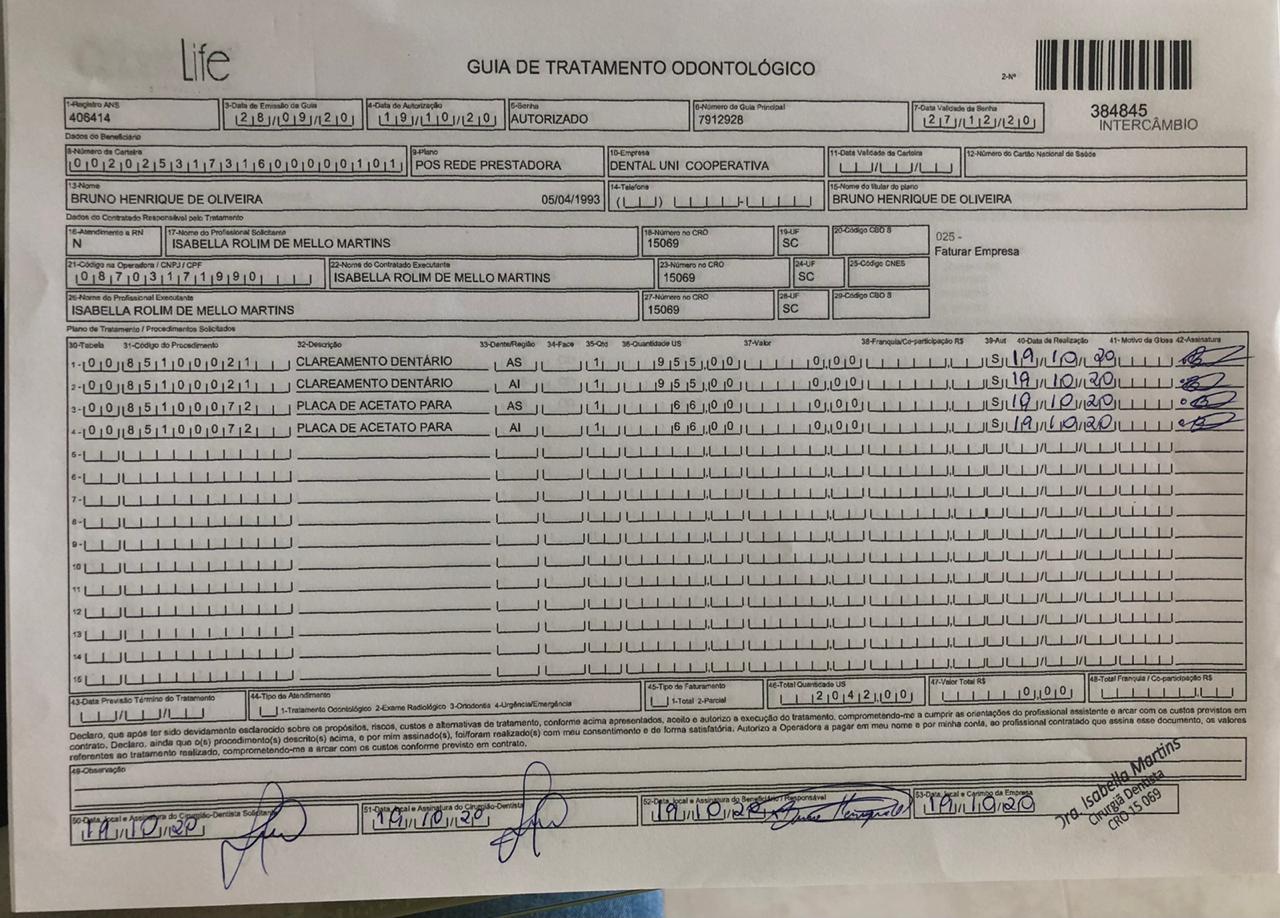 Life
GUIA DE TRATAMENTO ODONTOLÓGICO
2-Nº
384845
INTERCÂMBIO
1-Registro ANS
406414
3-Data de Emissão da Guia
28/09/20
4-Data de Autorização
19/10/20
5-Senha
AUTORIZADO
6-Número de Guia Principal
7912928
7-Data Validade da Senha
27/12/20
Dados do Beneficiário
8-Número da Carteira
00202531731600000101
9-Plano
POS REDE PRESTADORA
10-Empresa
DENTAL UNI COOPERATIVA
11-Data Validade da Carteira
12-Número do Cartão Nacional de Saúde
13-Nome
BRUNO HENRIQUE DE OLIVEIRA 05/04/1993
14-Telefone
15-Nome do titular do plano
BRUNO HENRIQUE DE OLIVEIRA
Dados do Contratado Responsável pelo Tratamento
16-Atendimento a RN
N
17-Nome do Profissional Solicitante
ISABELLA ROLIM DE MELLO MARTINS
18-Número no CRO
15069
19-UF
SC
20-Código CBO S
025 -
Faturar Empresa
21-Código na Operadora / CNPJ / CPF
08703171990
22-Nome do Contratado Executante
ISABELLA ROLIM DE MELLO MARTINS
23-Número no CRO
15069
24-UF
SC
25-Código CNES
26-Nome do Profissional Executante
ISABELLA ROLIM DE MELLO MARTINS
27-Número no CRO
15069
28-UF
SC
29-Código CBO S
Plano de Tratamento / Procedimentos Solicitados
30-Tabela 31-Código do Procedimento 32-Descrição 33-Dente/Região 34-Face 35-Qtd 36-Quantidade US 37-Valor 38-Franquia/Co-participação R$ 39-Aut 40-Data de Realização 41- Motivo da Glosa 42-Assinatura
1- 00 85100021 CLAREAMENTO DENTÁRIO AS 1 955,00 0,00 S 19/10/20
2- 00 85100021 CLAREAMENTO DENTÁRIO AI 1 955,00 0,00 S 19/10/20
3- 00 85100072 PLACA DE ACETATO PARA AS 1 66,00 0,00 S 19/10/20
4- 00 85100072 PLACA DE ACETATO PARA AI 1 66,00 0,00 S 19/10/20
5-
6-
7-
8-
9-
10
11
12
13
14
15
43-Data Previsão Término do Tratamento
44-Tipo de Atendimento
1-Tratamento Odontológico 2-Exame Radiológico 3-Ortodontia 4-Urgência/Emergência
45-Tipo de Faturamento
1-Total 2-Parcial
46-Total Quantidade US
2042,00
47-Valor Total R$
0,00
48-Total Franquia / Co-participação R$
Declaro, que após ter sido devidamente esclarecido sobre os propósitos, riscos, custos e alternativas de tratamento, conforme acima apresentados, aceito e autorizo a execução do tratamento, comprometendo-me a cumprir as orientações do profissional assistente e arcar com os custos previstos em
contrato. Declaro, ainda que o(s) procedimento(s) descrito(s) acima, e por mim assinado(s), foi/foram realizado(s) com meu consentimento e de forma satisfatória. Autorizo a Operadora a pagar em meu nome e por minha conta, ao profissional contratado que assina esse documento, os valores
referentes ao tratamento realizado, comprometendo-me a arcar com os custos conforme previsto em contrato.
49-Observação
50-Data, local e Assinatura do Cirurgião-Dentista Solicitante
19/10/20
51-Data, local e Assinatura do Cirurgião-Dentista
19/10/20
52-Data, local e Assinatura do Beneficiário / Responsável
19/10/20
53-Data, local e Carimbo da Empresa
19/10/20
Dra. Isabella Martins
Cirurgiã Dentista
CRO 15 069